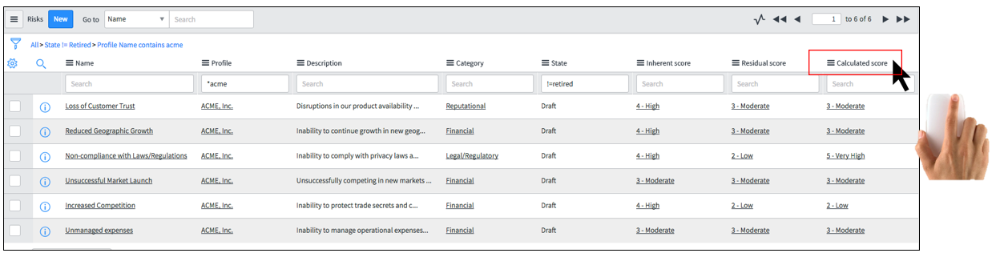 Risks New Go to Name Search 1 to 6 of 6
All > State != Retired > Profile Name contains acme
Name Profile Description Category State Inherent score Residual score Calculated score
Search *acme Search Search !=retired Search Search Search
Loss of Customer Trust ACME, Inc. Disruptions in our product availability ... Reputational Draft 4 - High 3 - Moderate 3 - Moderate
Reduced Geographic Growth ACME, Inc. Inability to continue growth in new geog... Financial Draft 4 - High 3 - Moderate 3 - Moderate
Non-compliance with Laws/Regulations ACME, Inc. Inability to comply with privacy laws a... Legal/Regulatory Draft 4 - High 2 - Low 5 - Very High
Unsuccessful Market Launch ACME, Inc. Unsuccessfully competing in new markets ... Financial Draft 3 - Moderate 3 - Moderate 3 - Moderate
Increased Competition ACME, Inc. Inability to protect trade secrets and c... Financial Draft 4 - High 2 - Low 2 - Low
Unmanaged expenses ACME, Inc. Inability to manage operational expenses... Financial Draft 3 - Moderate 3 - Moderate 3 - Moderate